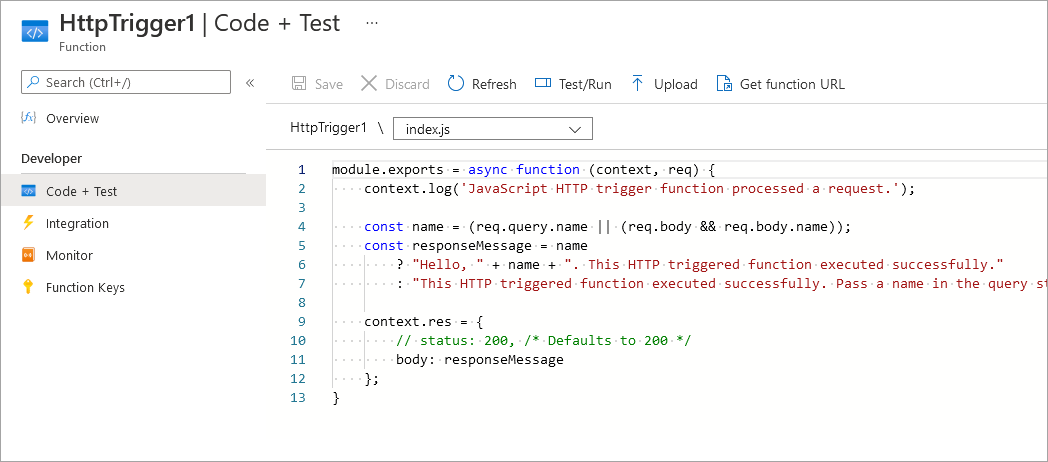 HttpTrigger1 | Code + Test ...
Function
Search (Ctrl+/)
«
Overview
Developer
Code + Test
Integration
Monitor
Function Keys
Save Discard Refresh Test/Run Upload Get function URL
HttpTrigger1 \ index.js
1 module.exports = async function (context, req) {
2     context.log('JavaScript HTTP trigger function processed a request.');
3
4     const name = (req.query.name || (req.body && req.body.name));
5     const responseMessage = name
6         ? "Hello, " + name + ". This HTTP triggered function executed successfully."
7         : "This HTTP triggered function executed successfully. Pass a name in the query st
8
9     context.res = {
10         // status: 200, /* Defaults to 200 */
11         body: responseMessage
12     };
13 }